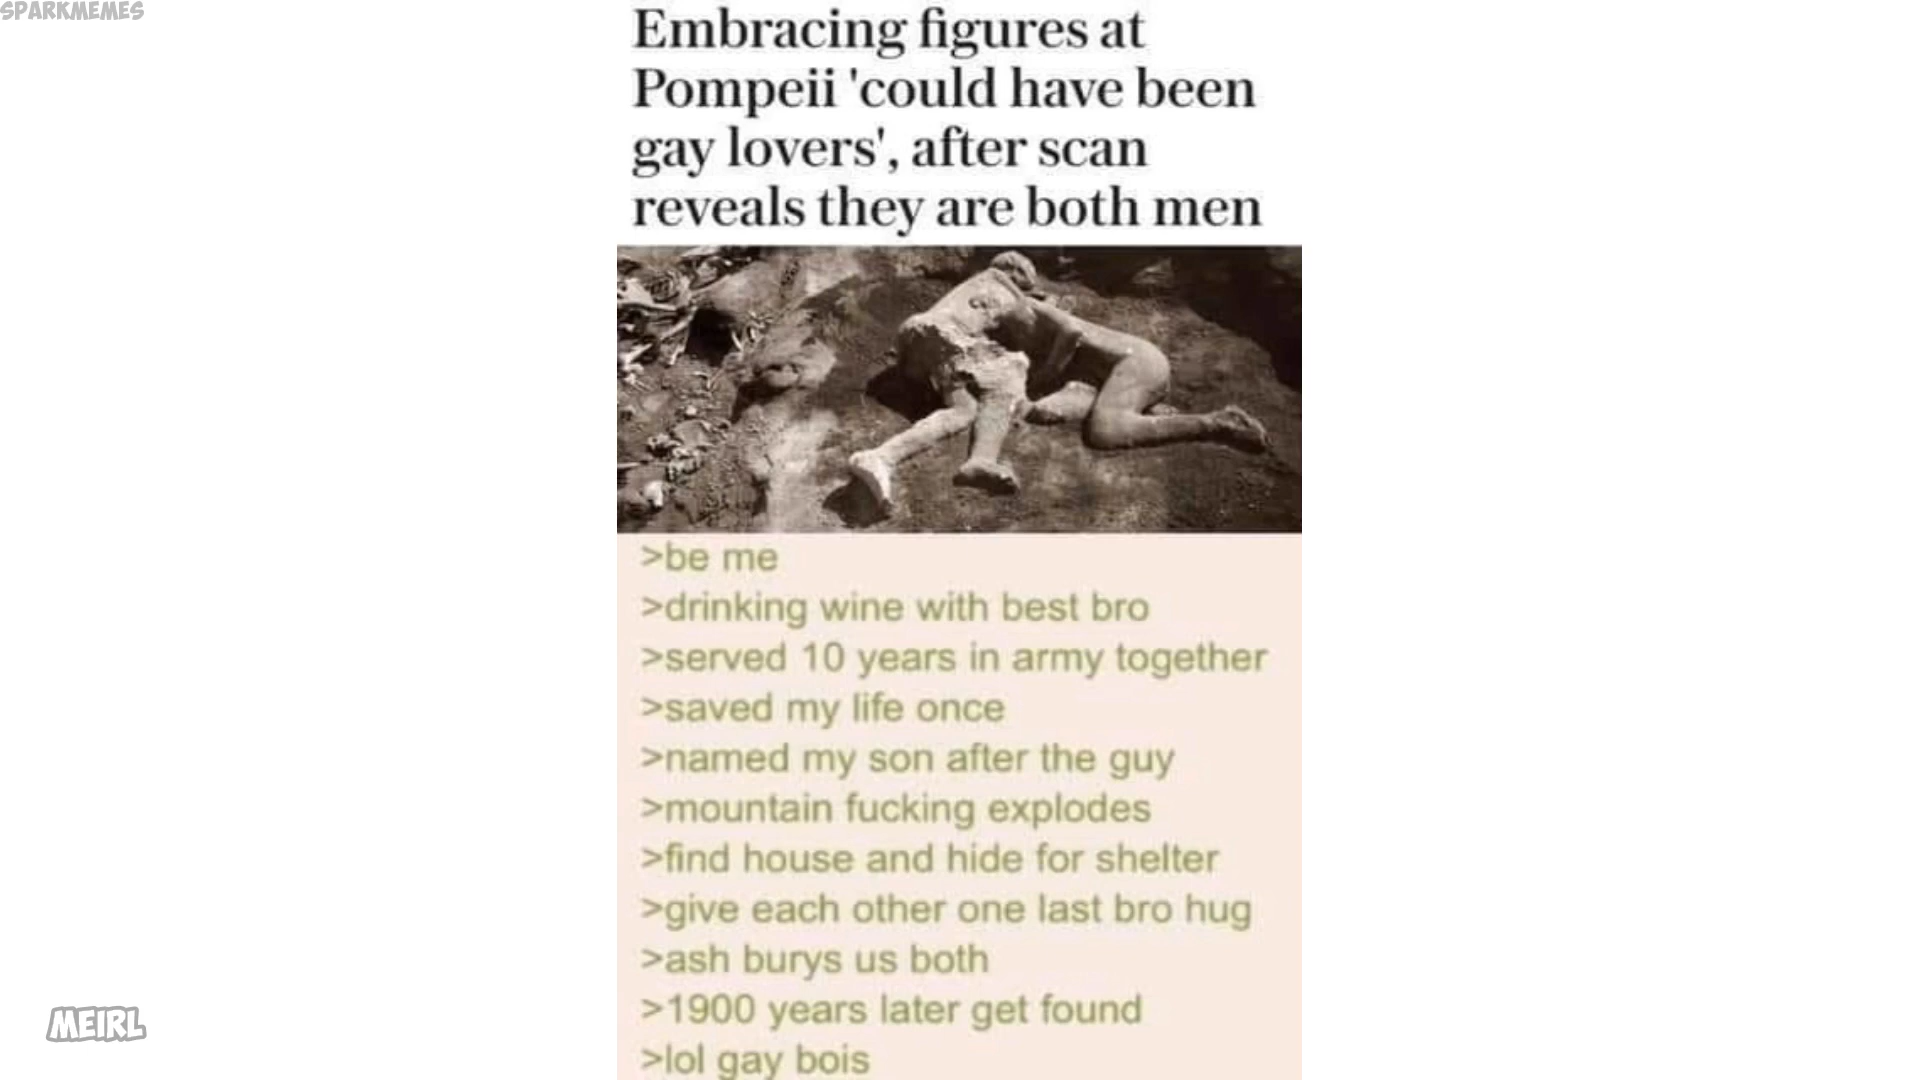 SPARKMEMES
Embracing figures at
Pompeii 'could have been
gay lovers', after scan
reveals they are both men
>be me
>drinking wine with best bro
>served 10 years in army together
>saved my life once
>named my son after the guy
>mountain fucking explodes
>find house and hide for shelter
>give each other one last bro hug
>ash burys us both
>1900 years later get found
>lol gay bois
MEIRL